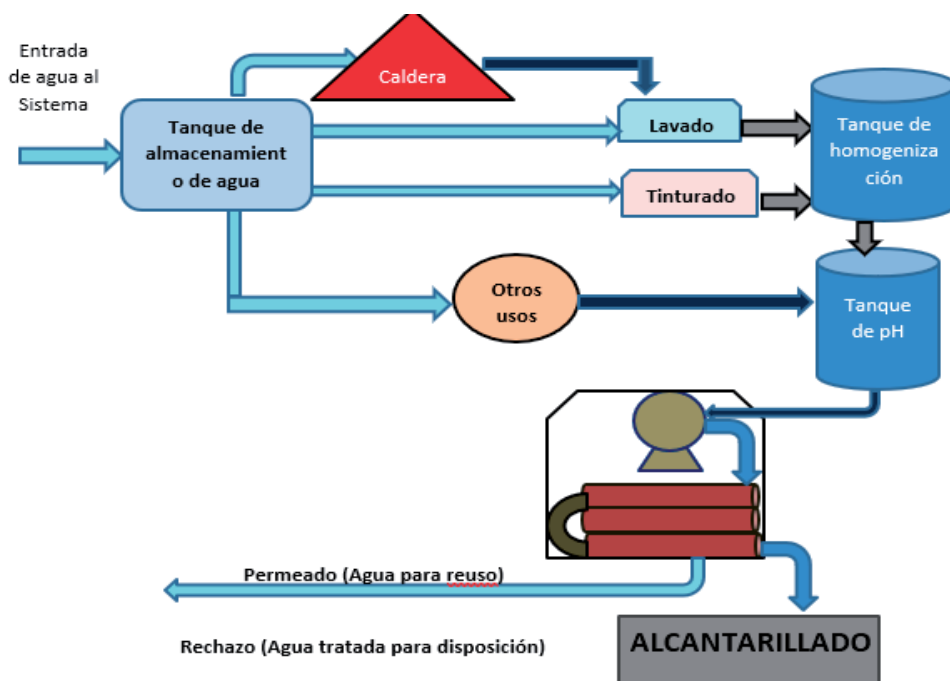 Entrada
de agua al
Sistema
Caldera
Tanque de
almacenamient
o de agua
Lavado
Tinturado
Tanque de
homogeniza
ción
Otros
usos
Tanque
de pH
Permeado (Agua para reuso)
Rechazo (Agua tratada para disposición)
ALCANTARILLADO